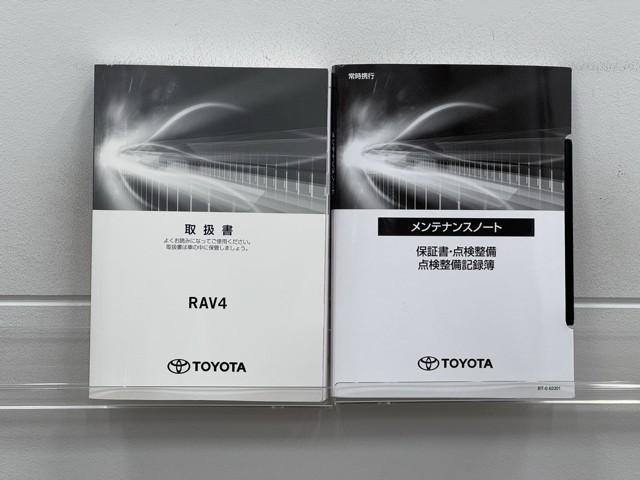 取扱書
よくお読みになってご使用ください。
取扱書は車の中に保管しましょう。
RAV4
TOYOTA
常時携行
メンテナンスノート
保証書・点検整備
点検整備記録簿
TOYOTA